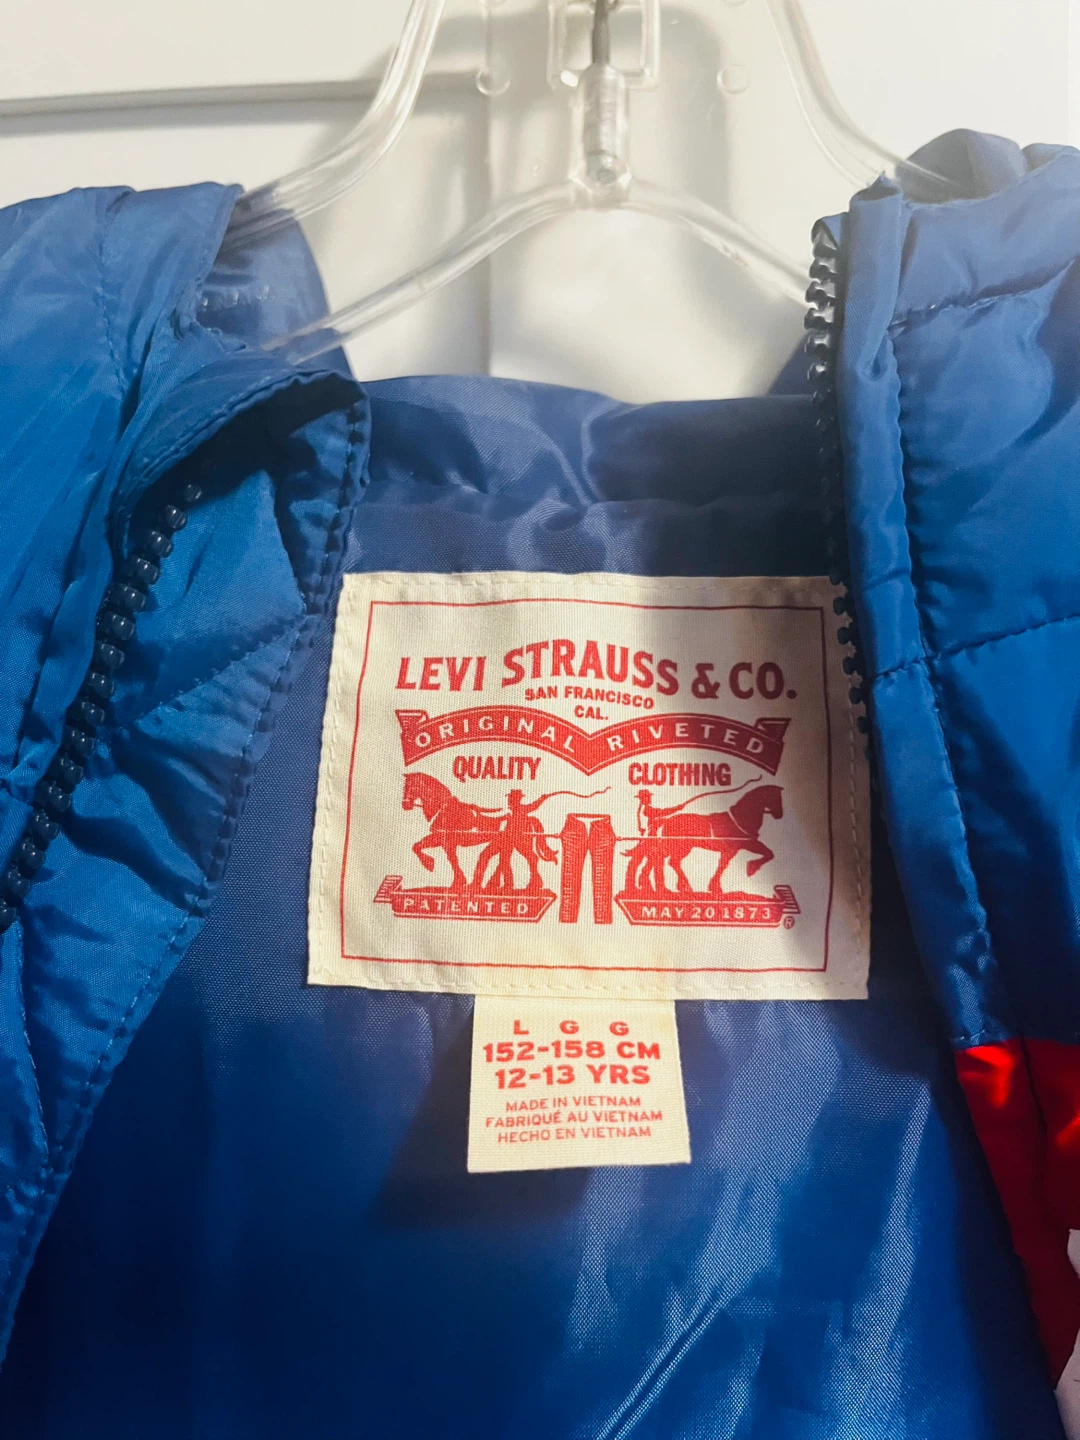 LEVI STRAUSS & CO.
SAN FRANCISCO
CAL.
ORIGINAL RIVETED
QUALITY CLOTHING
PATENTED MAY 20 1873
®
L G G
152-158 CM
12-13 YRS
MADE IN VIETNAM
FABRIQUÉ AU VIETNAM
HECHO EN VIETNAM